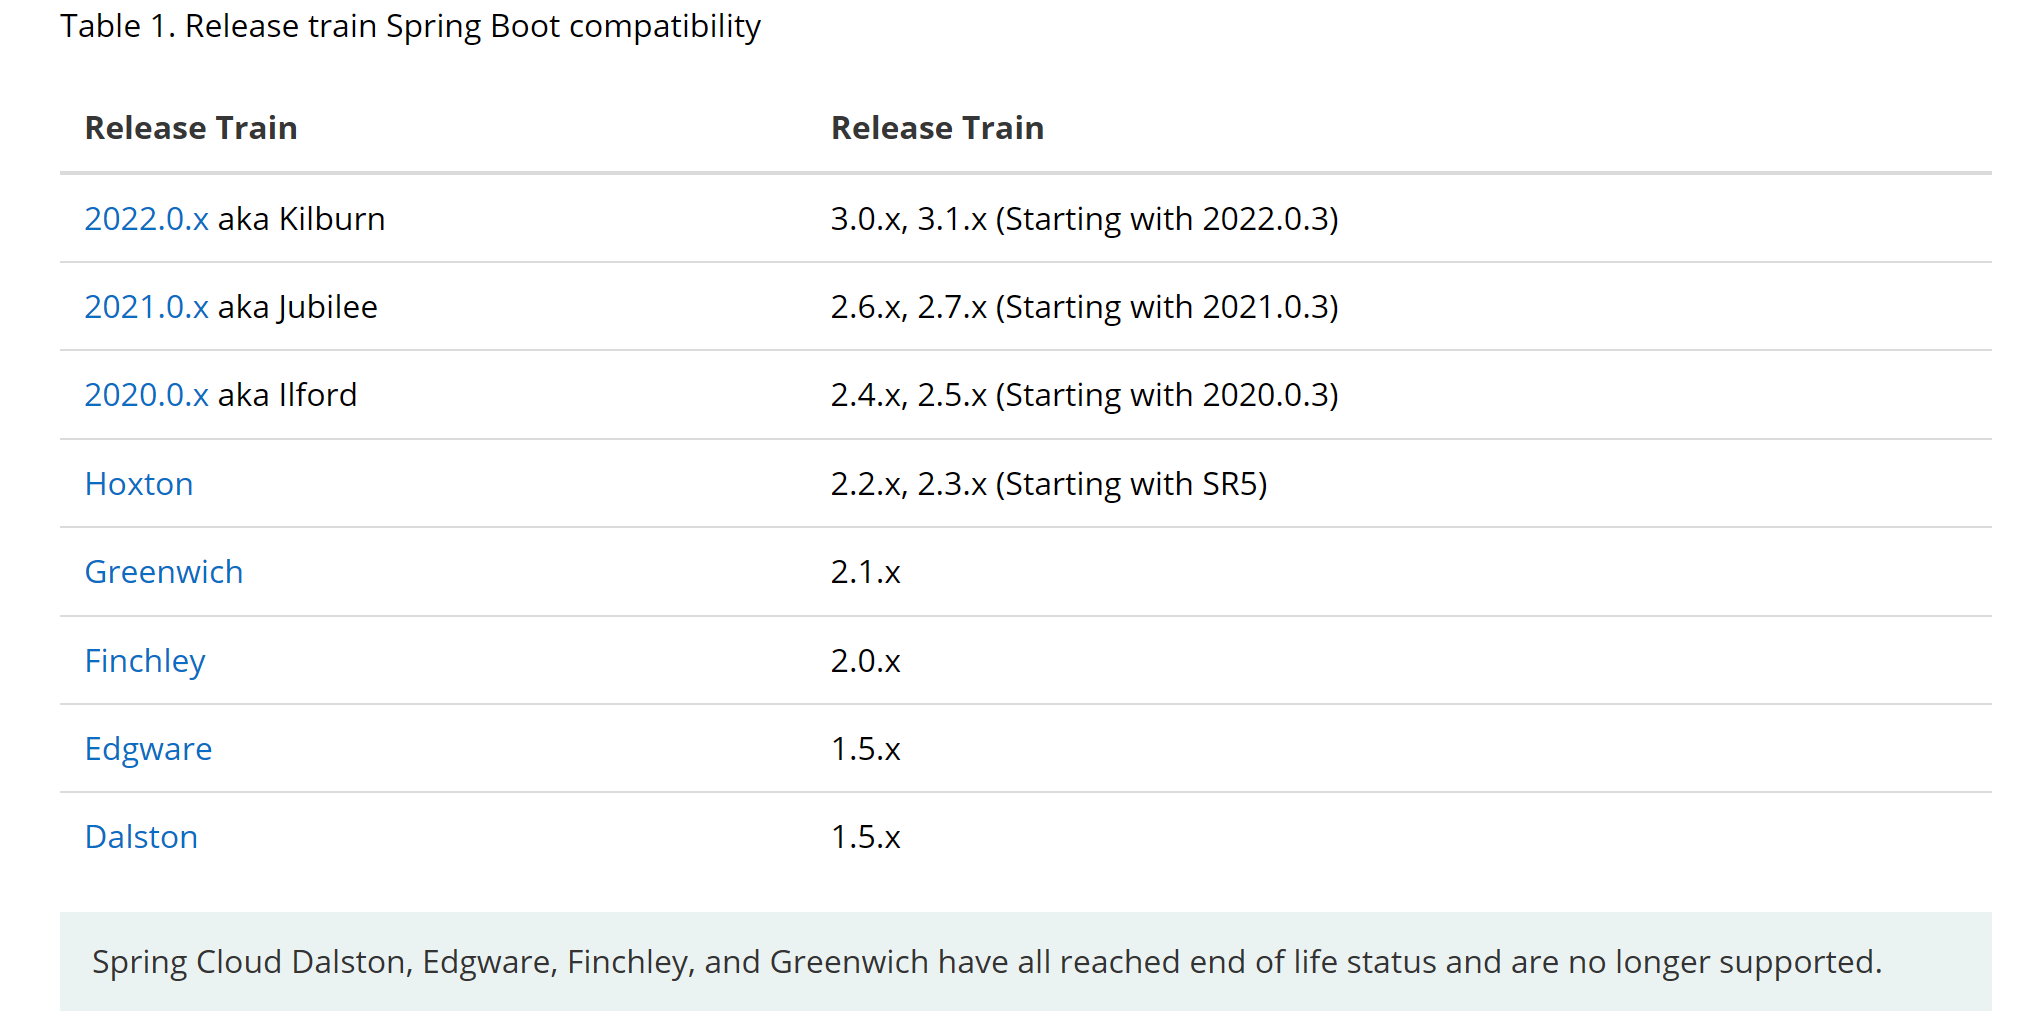 Table 1. Release train Spring Boot compatibility
Release Train Release Train
2022.0.x aka Kilburn 3.0.x, 3.1.x (Starting with 2022.0.3)
2021.0.x aka Jubilee 2.6.x, 2.7.x (Starting with 2021.0.3)
2020.0.x aka Ilford 2.4.x, 2.5.x (Starting with 2020.0.3)
Hoxton 2.2.x, 2.3.x (Starting with SR5)
Greenwich 2.1.x
Finchley 2.0.x
Edgware 1.5.x
Dalston 1.5.x
Spring Cloud Dalston, Edgware, Finchley, and Greenwich have all reached end of life status and are no longer supported.